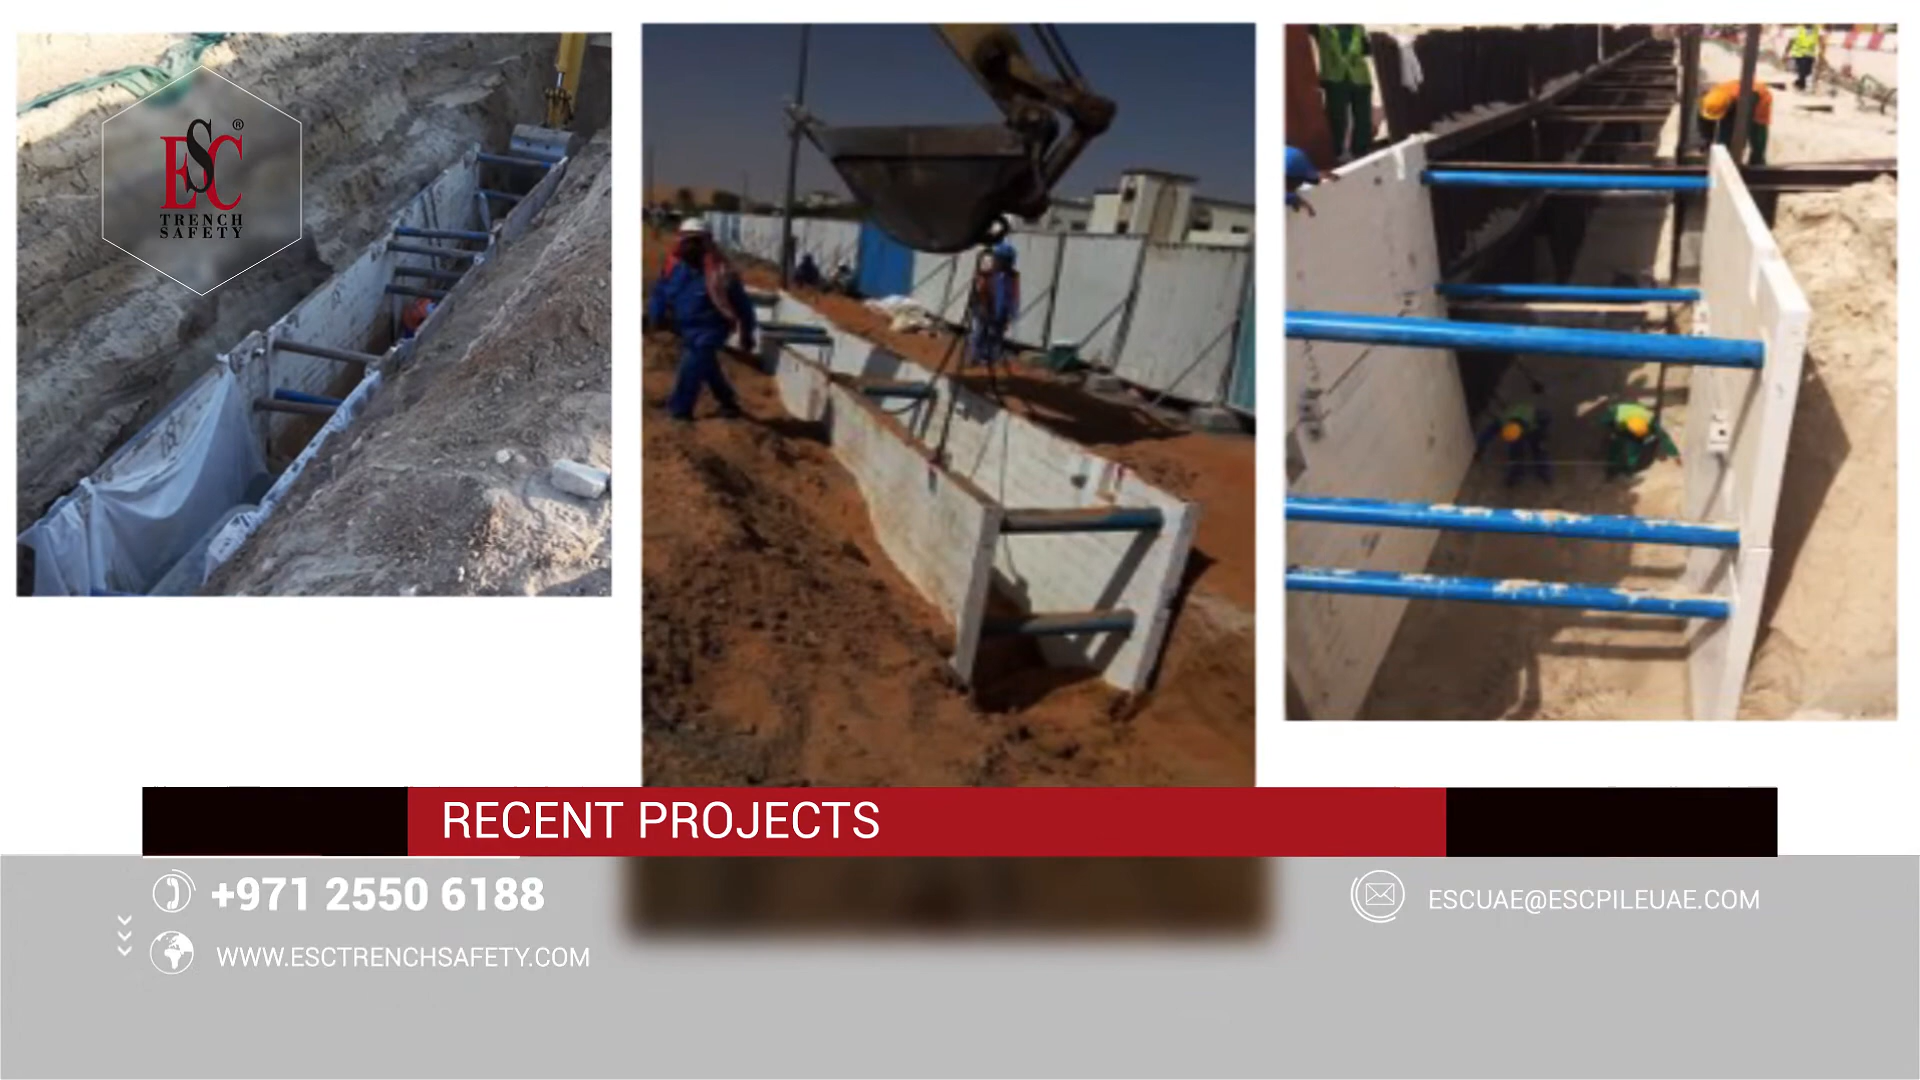 ESC®
TRENCH
SAFETY
RECENT PROJECTS
+971 2550 6188
WWW.ESCTRENCHSAFETY.COM
ESCUAE@ESCPILEUAE.COM